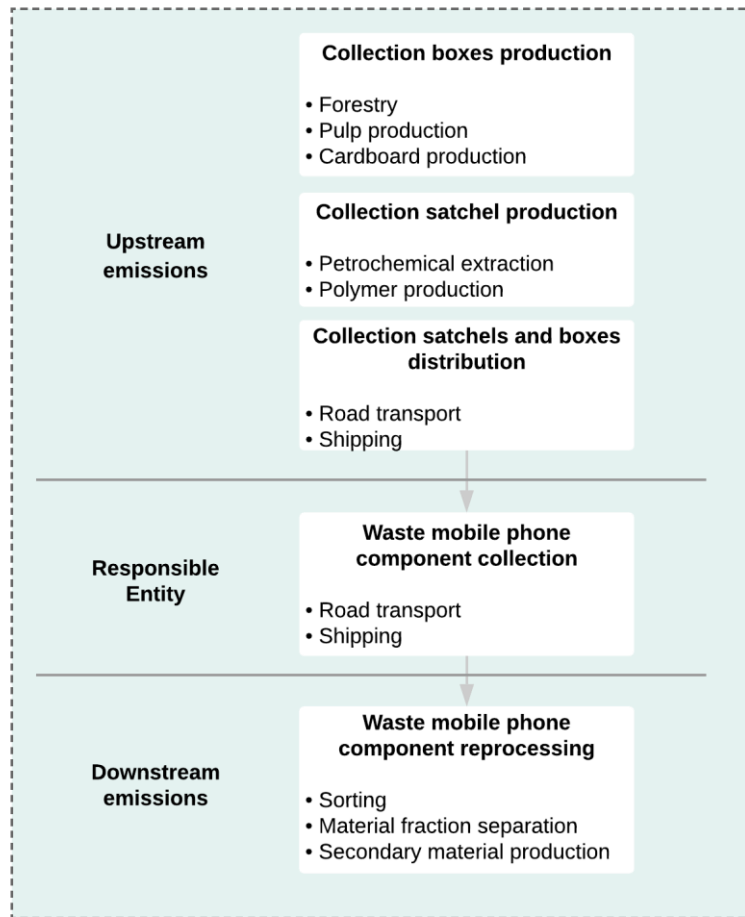 Collection boxes production
• Forestry
• Pulp production
• Cardboard production
Upstream
emissions
Collection satchel production
• Petrochemical extraction
• Polymer production
Collection satchels and boxes
distribution
• Road transport
• Shipping
Responsible
Entity
Waste mobile phone
component collection
• Road transport
• Shipping
Downstream
emissions
Waste mobile phone
component reprocessing
• Sorting
• Material fraction separation
• Secondary material production